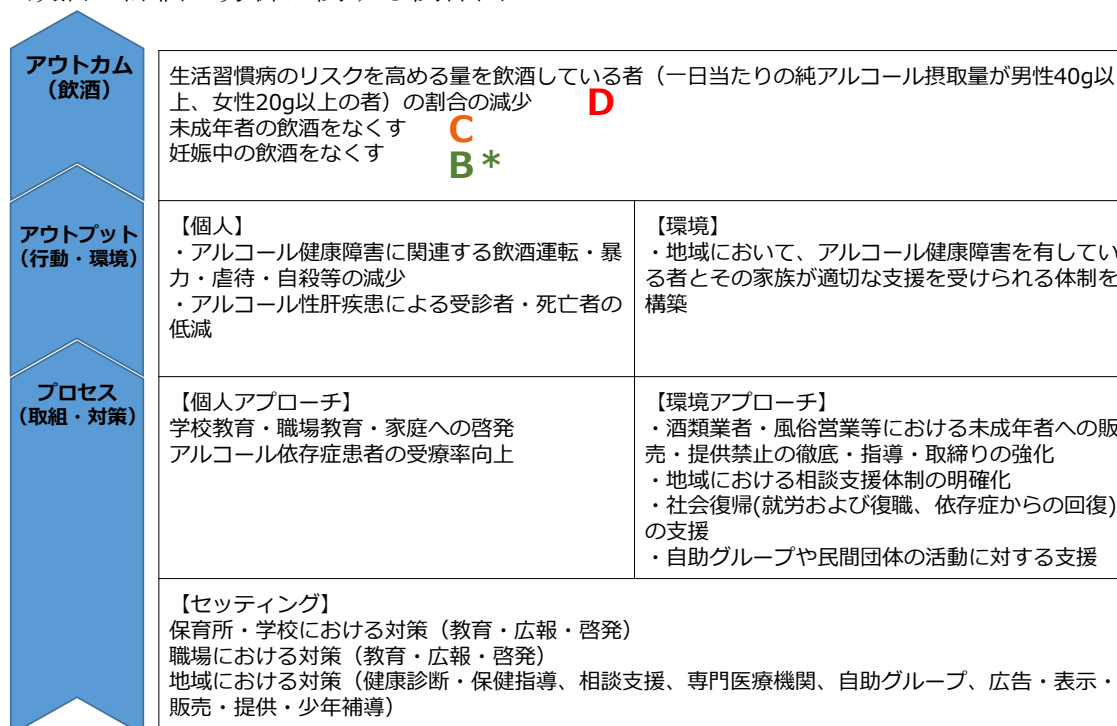 アウトカム
（飲酒）
生活習慣病のリスクを高める量を飲酒している者（一日当たりの純アルコール摂取量が男性40g以
上、女性20g以上の者）の割合の減少
D
未成年者の飲酒をなくす
C
妊娠中の飲酒をなくす
B＊
アウトプット
（行動・環境）
【個人】
・アルコール健康障害に関連する飲酒運転・暴
力・虐待・自殺等の減少
・アルコール性肝疾患による受診者・死亡者の
低減
【環境】
・地域において、アルコール健康障害を有してい
る者とその家族が適切な支援を受けられる体制を
構築
プロセス
（取組・対策）
【個人アプローチ】
学校教育・職場教育・家庭への啓発
アルコール依存症患者の受療率向上
【環境アプローチ】
・酒類業者・風俗営業等における未成年者への販
売・提供禁止の徹底・指導・取締りの強化
・地域における相談支援体制の明確化
・社会復帰(就労および復職、依存症からの回復)
の支援
・自助グループや民間団体の活動に対する支援
【セッティング】
保育所・学校における対策（教育・広報・啓発）
職場における対策（教育・広報・啓発）
地域における対策（健康診断・保健指導、相談支援、専門医療機関、自助グループ、広告・表示・
販売・提供・少年補導）